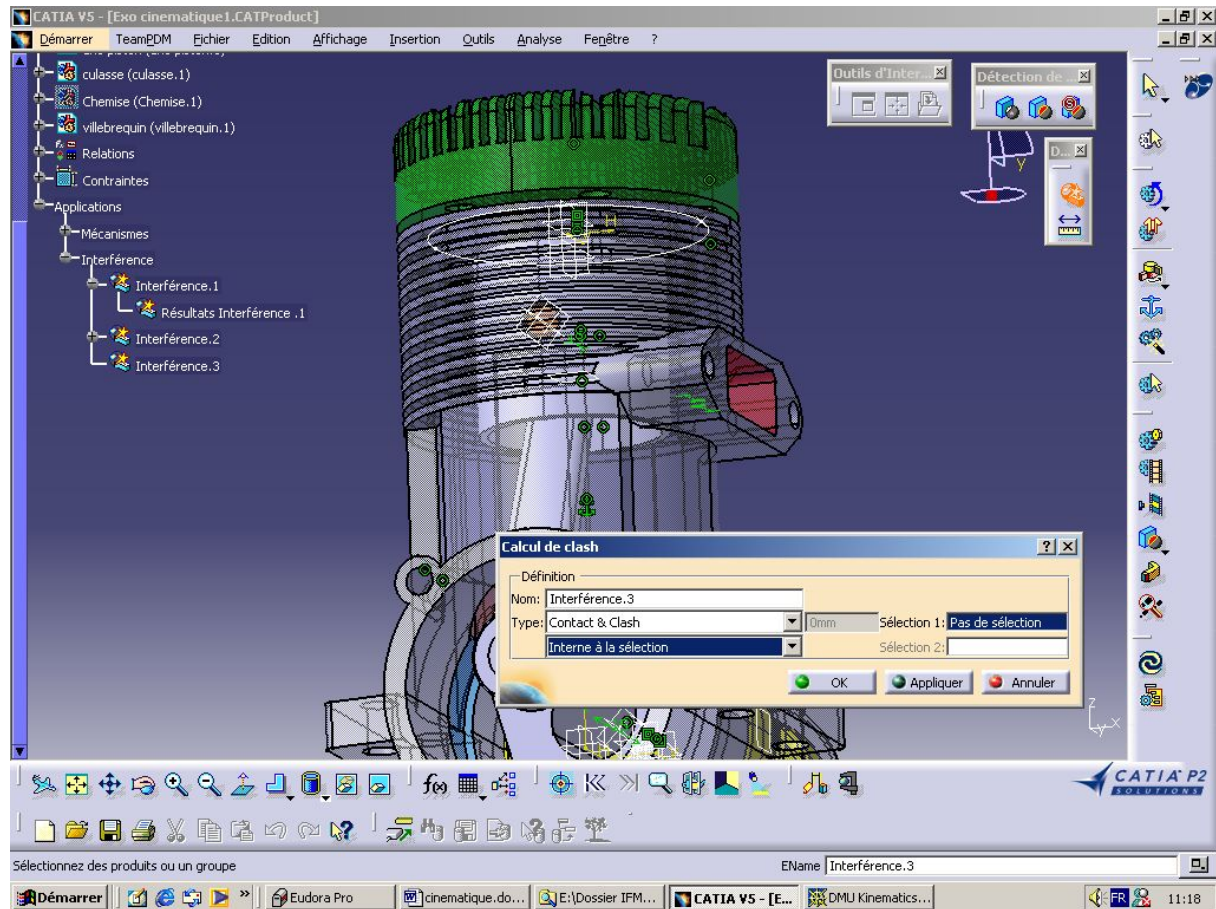 CATIA V5 - [Exo cinematique1.CATProduct]
Démarrer TeamPDM Eichier Edition Affichage Insertion Outils Analyse Fenêtre ?
culasse (culasse.1)
Chemise (Chemise.1)
villebrequin (villebrequin.1)
Relations
Contraintes
Applications
Mécanismes
Interférence
Interférence.1
Résultats Interférence .1
Interférence.2
Interférence.3
Outils d'Inter...
Détection de ...
D...
y
H
Calcul de clash
Définition
Nom: Interférence.3
Type: Contact & Clash 0mm Sélection 1: Pas de sélection
Interne à la sélection Sélection 2:
OK Appliquer Annuler
z
y x
f(x)
CATIA P2
SOLUTIONS
Sélectionnez des produits ou un groupe EName Interférence.3
Démarrer » Eudora Pro cinematique.do... E:\Dossier IFM... CATIA V5 - [E... DMU Kinematics... FR 11:18